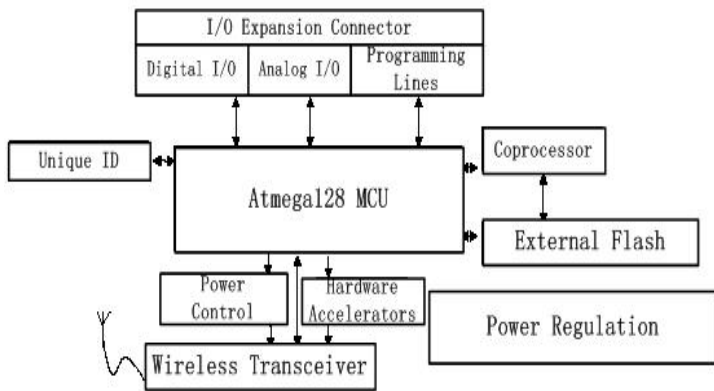 I/O Expansion Connector
Digital I/O
Analog I/O
Programming
Lines
Unique ID
Atmega128 MCU
Coprocessor
External Flash
Power
Control
Hardware
Accelerators
Power Regulation
Wireless Transceiver